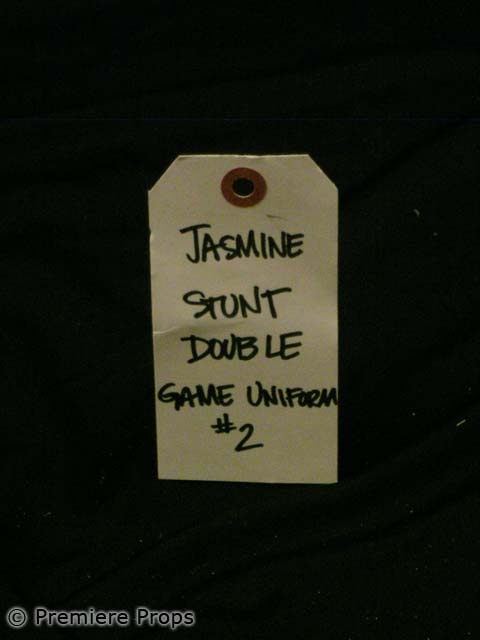 JASMINE
STUNT
DOUBLE
GAME UNIFORM
#2
© Premiere Props